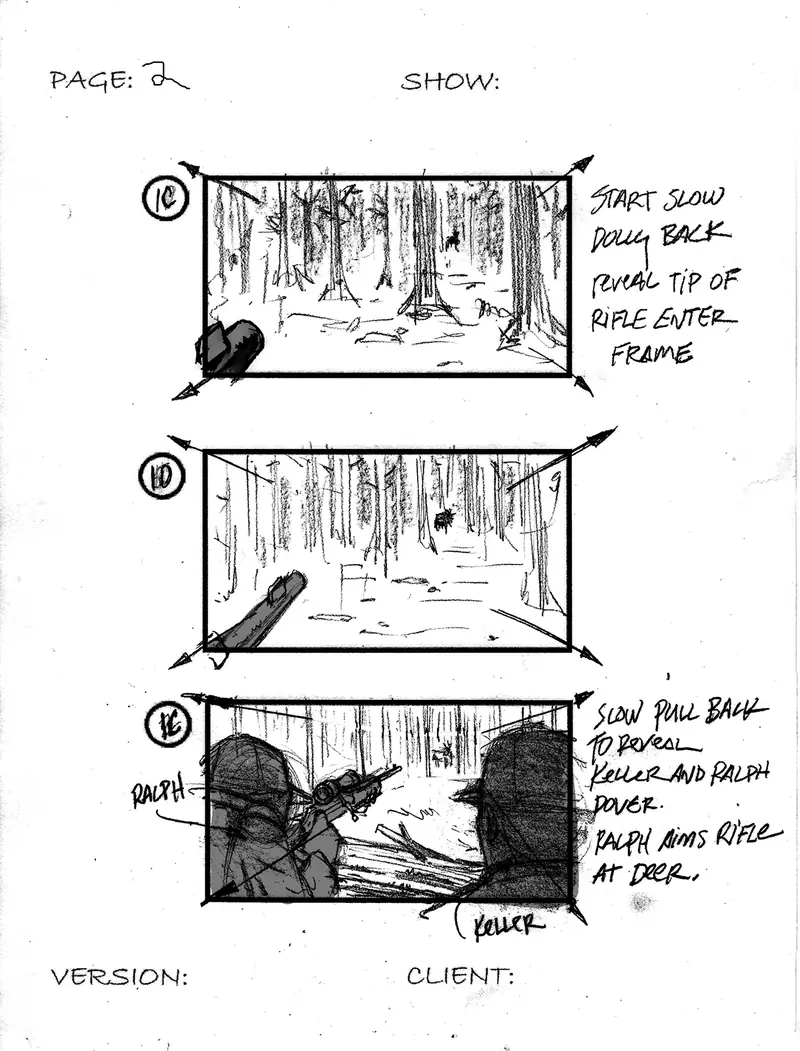 PAGE: 2
SHOW:
1C
START SLOW
DOLLY BACK
REVEAL TIP OF
RIFLE ENTER
FRAME
1D
SLOW PULL BACK
TO REVEAL
KELLER AND RALPH
DOVER.
RALPH AIMS RIFLE
AT DEER.
RALPH
KELLER
VERSION:
CLIENT: